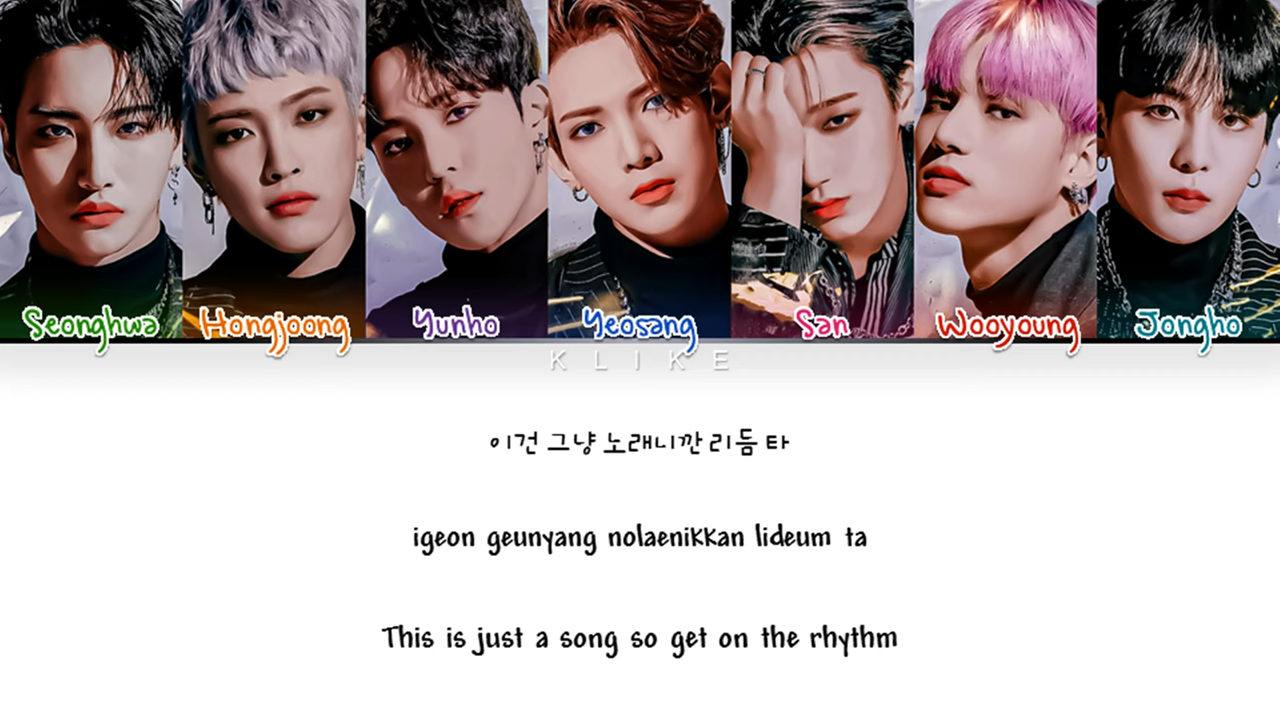 Seonghwa Hongjoong Yunho Yeosang San Wooyoung Jongho
KLIKE
이건 그냥 노래니깐 리듬 타
igeon geunyang nolaenikkan lideum ta
This is just a song so get on the rhythm